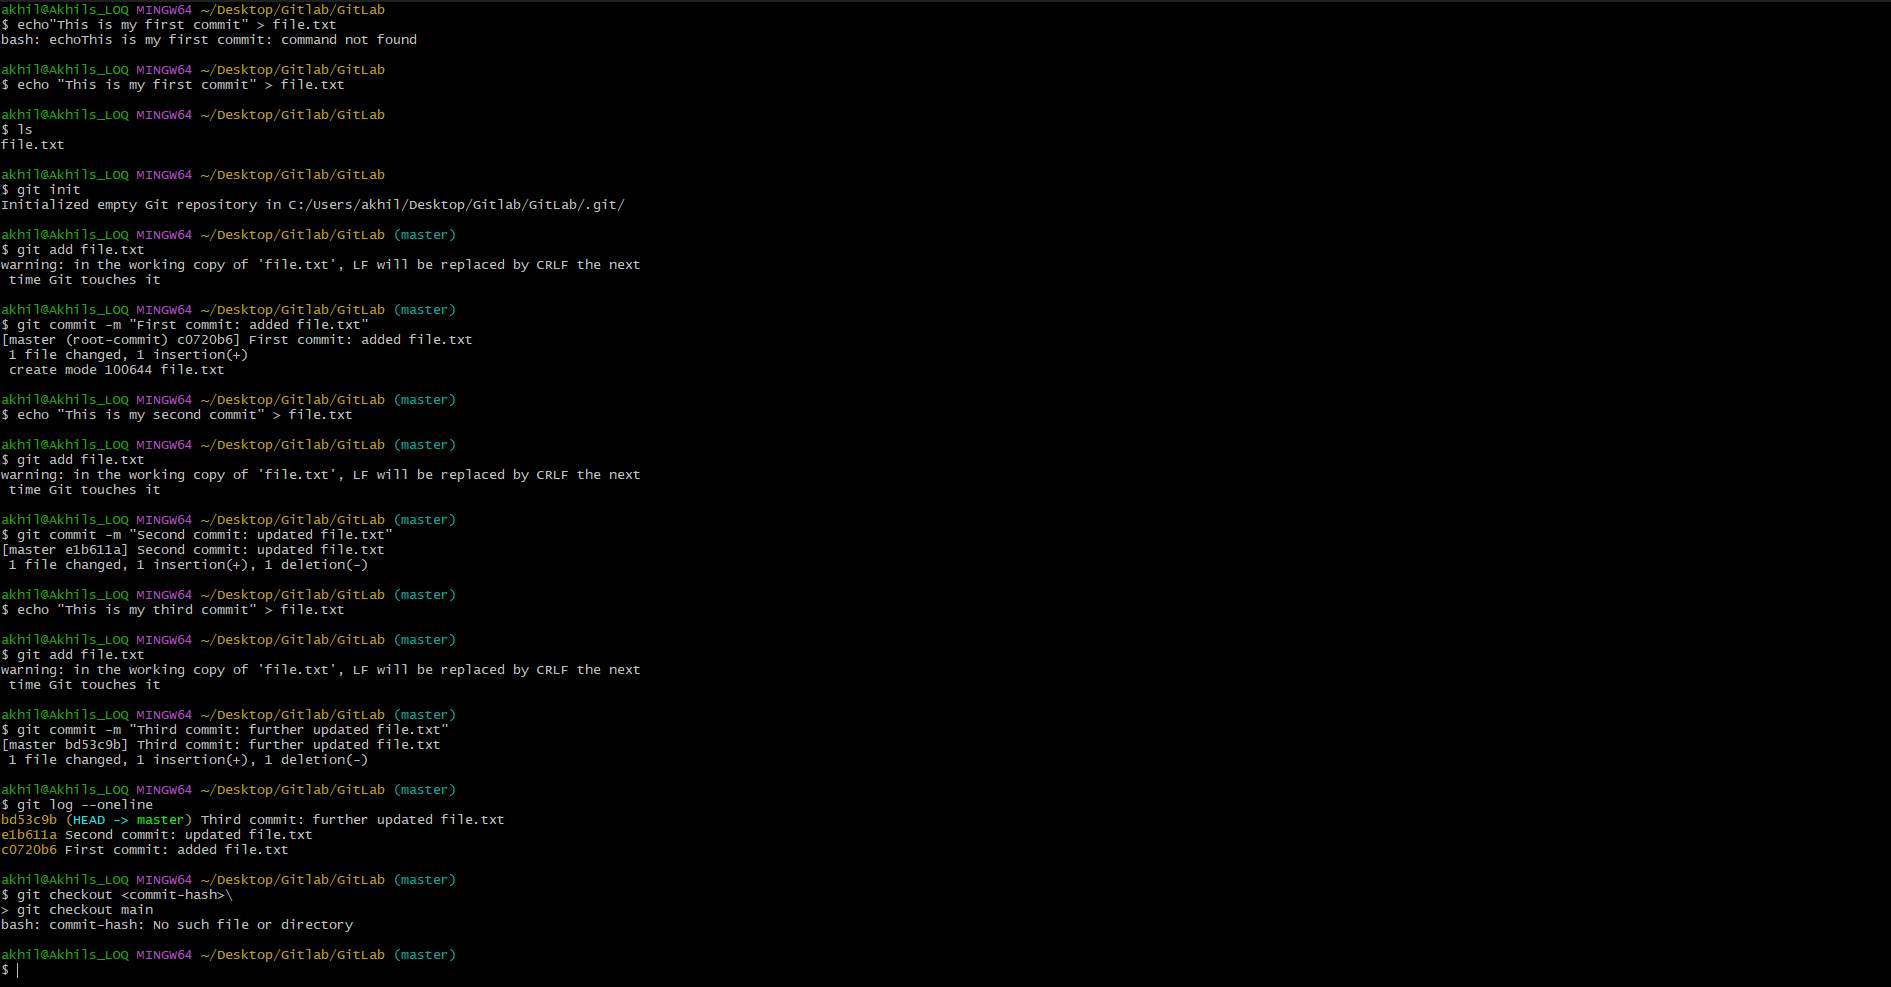 akhil@Akhils_LOQ MINGW64 ~/Desktop/Gitlab/GitLab
$ echo"This is my first commit" > file.txt
bash: echoThis is my first commit: command not found
akhil@Akhils_LOQ MINGW64 ~/Desktop/Gitlab/GitLab
$ echo "This is my first commit" > file.txt
akhil@Akhils_LOQ MINGW64 ~/Desktop/Gitlab/GitLab
$ ls
file.txt
akhil@Akhils_LOQ MINGW64 ~/Desktop/Gitlab/GitLab
$ git init
Initialized empty Git repository in C:/Users/akhil/Desktop/Gitlab/GitLab/.git/
akhil@Akhils_LOQ MINGW64 ~/Desktop/Gitlab/GitLab (master)
$ git add file.txt
warning: in the working copy of 'file.txt', LF will be replaced by CRLF the next
 time Git touches it
akhil@Akhils_LOQ MINGW64 ~/Desktop/Gitlab/GitLab (master)
$ git commit -m "First commit: added file.txt"
[master (root-commit) c0720b6] First commit: added file.txt
 1 file changed, 1 insertion(+)
 create mode 100644 file.txt
akhil@Akhils_LOQ MINGW64 ~/Desktop/Gitlab/GitLab (master)
$ echo "This is my second commit" > file.txt
akhil@Akhils_LOQ MINGW64 ~/Desktop/Gitlab/GitLab (master)
$ git add file.txt
warning: in the working copy of 'file.txt', LF will be replaced by CRLF the next
 time Git touches it
akhil@Akhils_LOQ MINGW64 ~/Desktop/Gitlab/GitLab (master)
$ git commit -m "Second commit: updated file.txt"
[master e1b611a] Second commit: updated file.txt
 1 file changed, 1 insertion(+), 1 deletion(-)
akhil@Akhils_LOQ MINGW64 ~/Desktop/Gitlab/GitLab (master)
$ echo "This is my third commit" > file.txt
akhil@Akhils_LOQ MINGW64 ~/Desktop/Gitlab/GitLab (master)
$ git add file.txt
warning: in the working copy of 'file.txt', LF will be replaced by CRLF the next
 time Git touches it
akhil@Akhils_LOQ MINGW64 ~/Desktop/Gitlab/GitLab (master)
$ git commit -m "Third commit: further updated file.txt"
[master bd53c9b] Third commit: further updated file.txt
 1 file changed, 1 insertion(+), 1 deletion(-)
akhil@Akhils_LOQ MINGW64 ~/Desktop/Gitlab/GitLab (master)
$ git log --oneline
bd53c9b (HEAD -> master) Third commit: further updated file.txt
e1b611a Second commit: updated file.txt
c0720b6 First commit: added file.txt
akhil@Akhils_LOQ MINGW64 ~/Desktop/Gitlab/GitLab (master)
$ git checkout <commit-hash>\
> git checkout main
bash: commit-hash: No such file or directory
akhil@Akhils_LOQ MINGW64 ~/Desktop/Gitlab/GitLab (master)
$